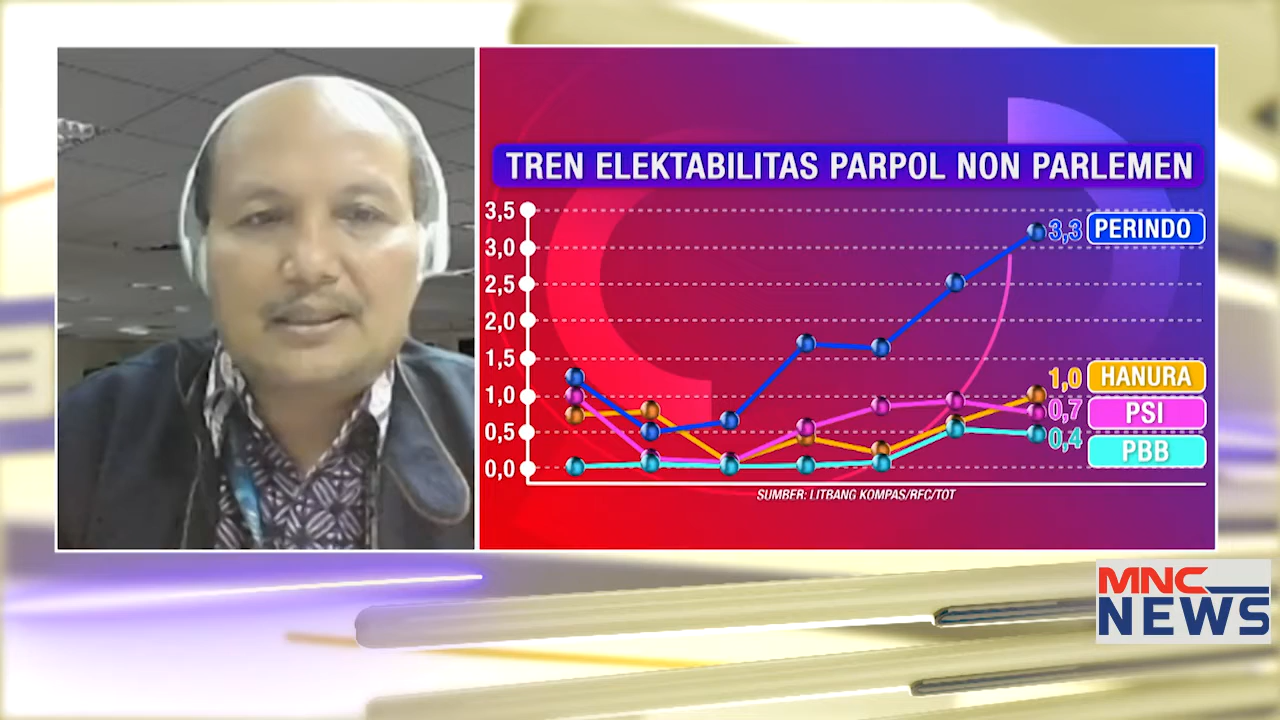 TREN ELEKTABILITAS PARPOL NON PARLEMEN
3,5
3,0
2,5
2,0
1,5
1,0
0,5
0,0
3,3 PERINDO
1,0 HANURA
0,7 PSI
0,4 PBB
SUMBER: LITBANG KOMPAS/RFC/TOT
MNC
NEWS